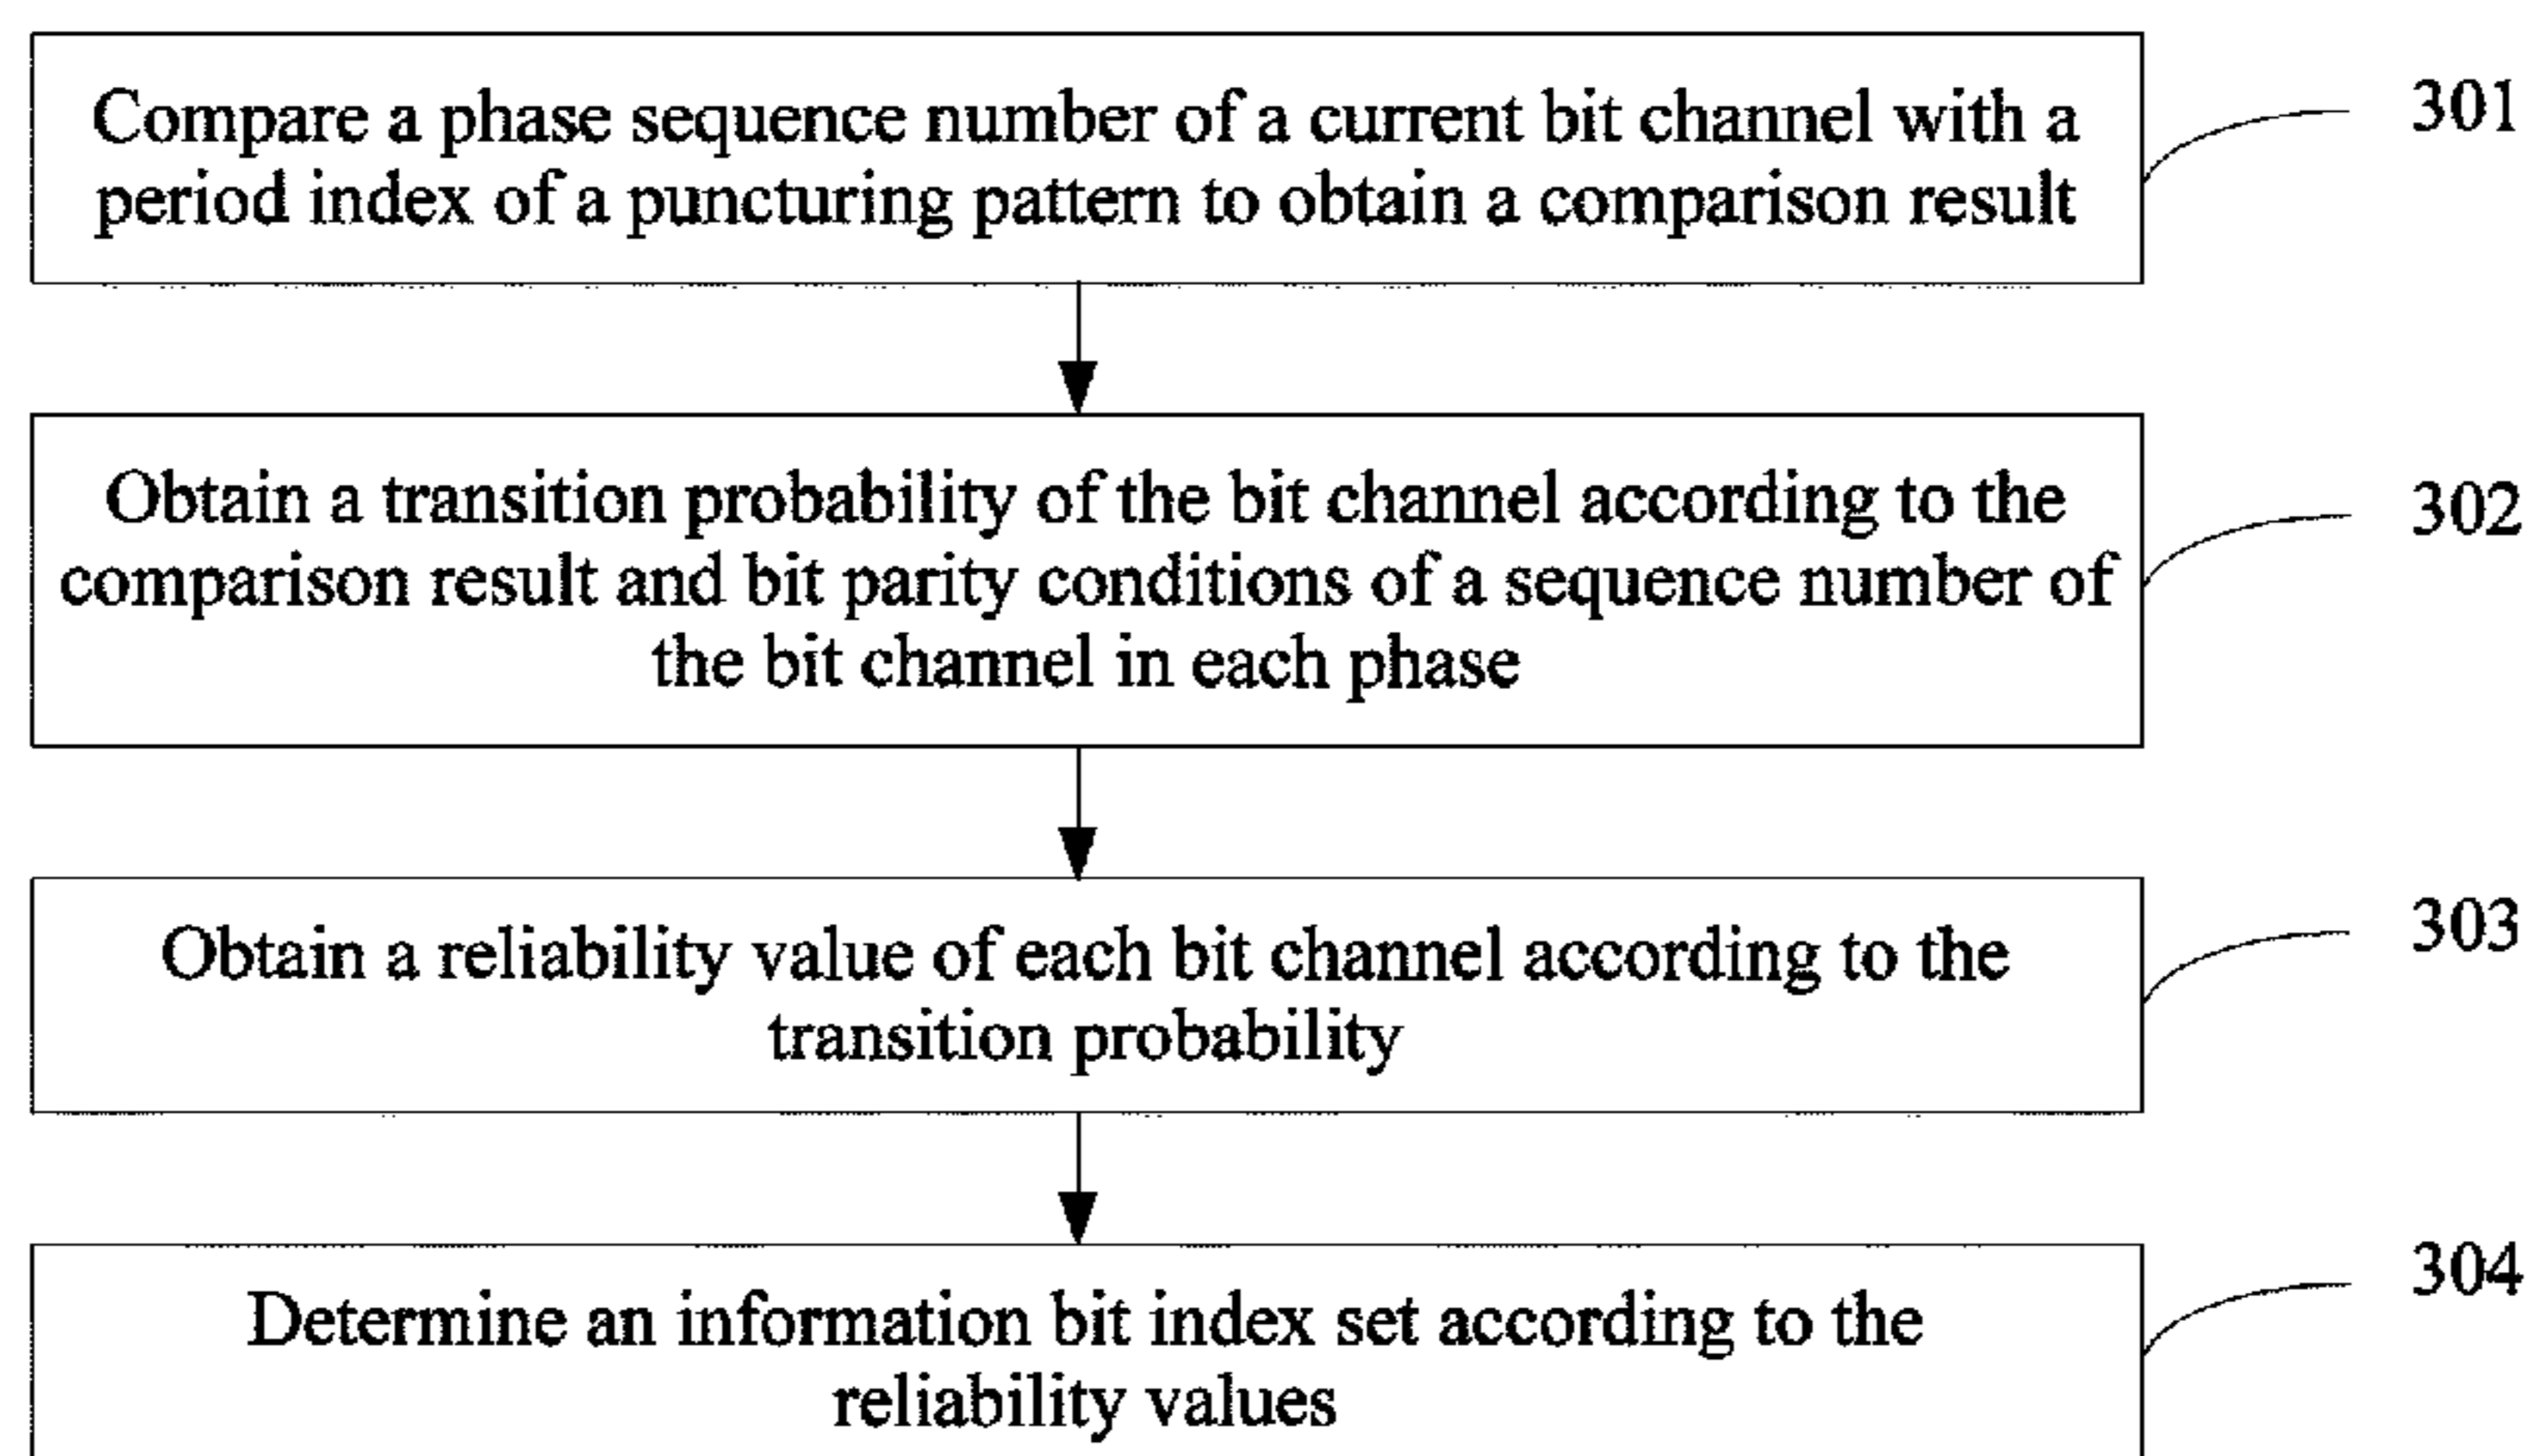 Compare a phase sequence number of a current bit channel with a
period index of a puncturing pattern to obtain a comparison result
301
Obtain a transition probability of the bit channel according to the
comparison result and bit parity conditions of a sequence number of
the bit channel in each phase
302
Obtain a reliability value of each bit channel according to the
transition probability
303
Determine an information bit index set according to the
reliability values
304